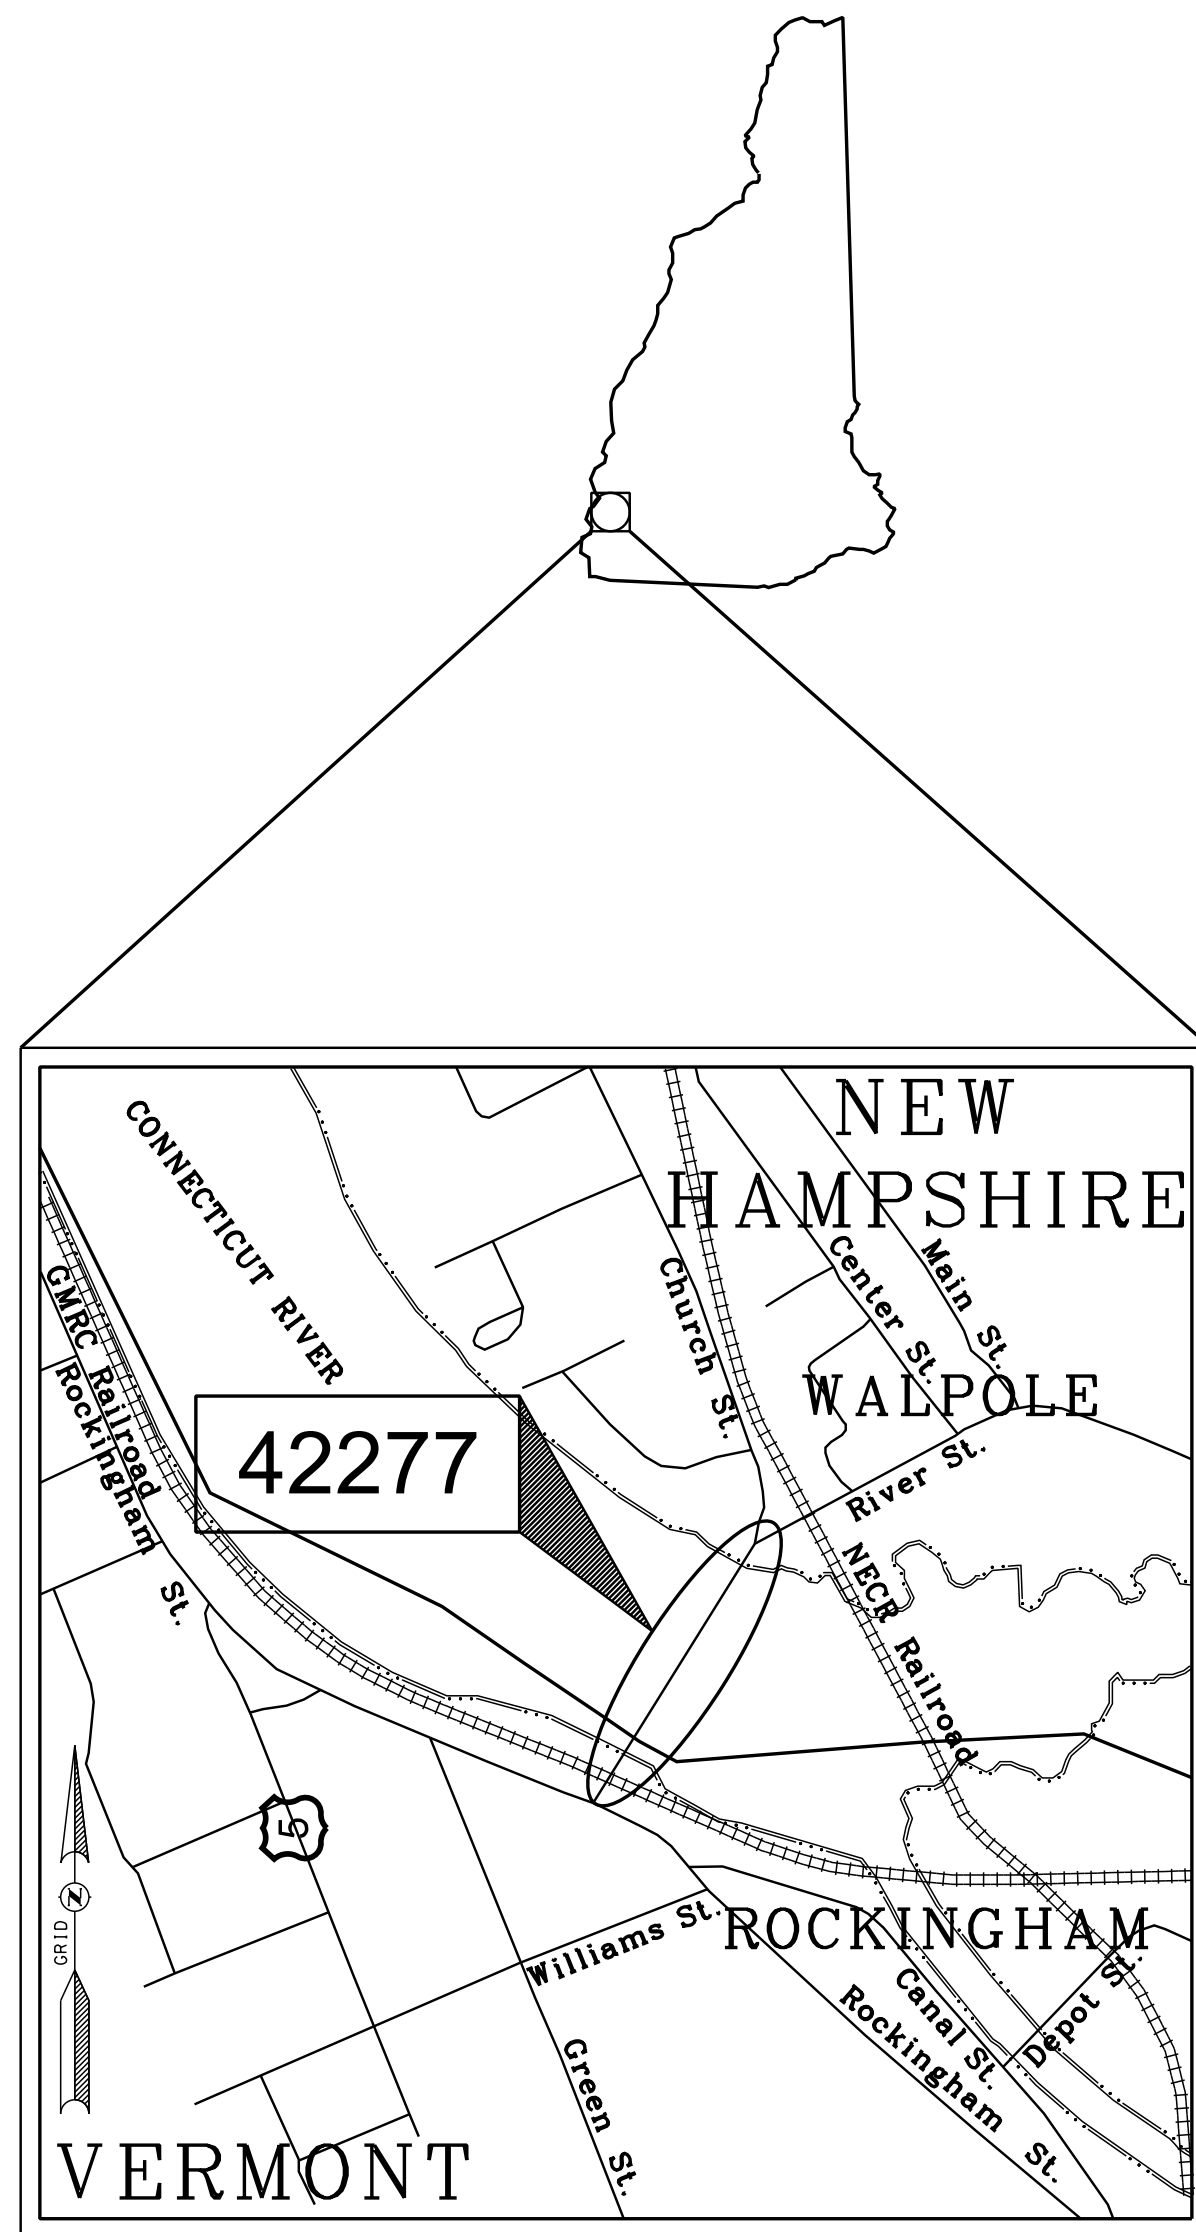 NEW
HAMPSHIRE
CONNECTICUT RIVER
Church St.
Center St.
Main St.
GMRC Railroad
Rockingham St.
WALPOLE
42277
River St.
NECR Railroad
5
N
GRID
Williams St.
ROCKINGHAM
Canal St.
Depot St.
Rockingham St.
Green St.
VERMONT